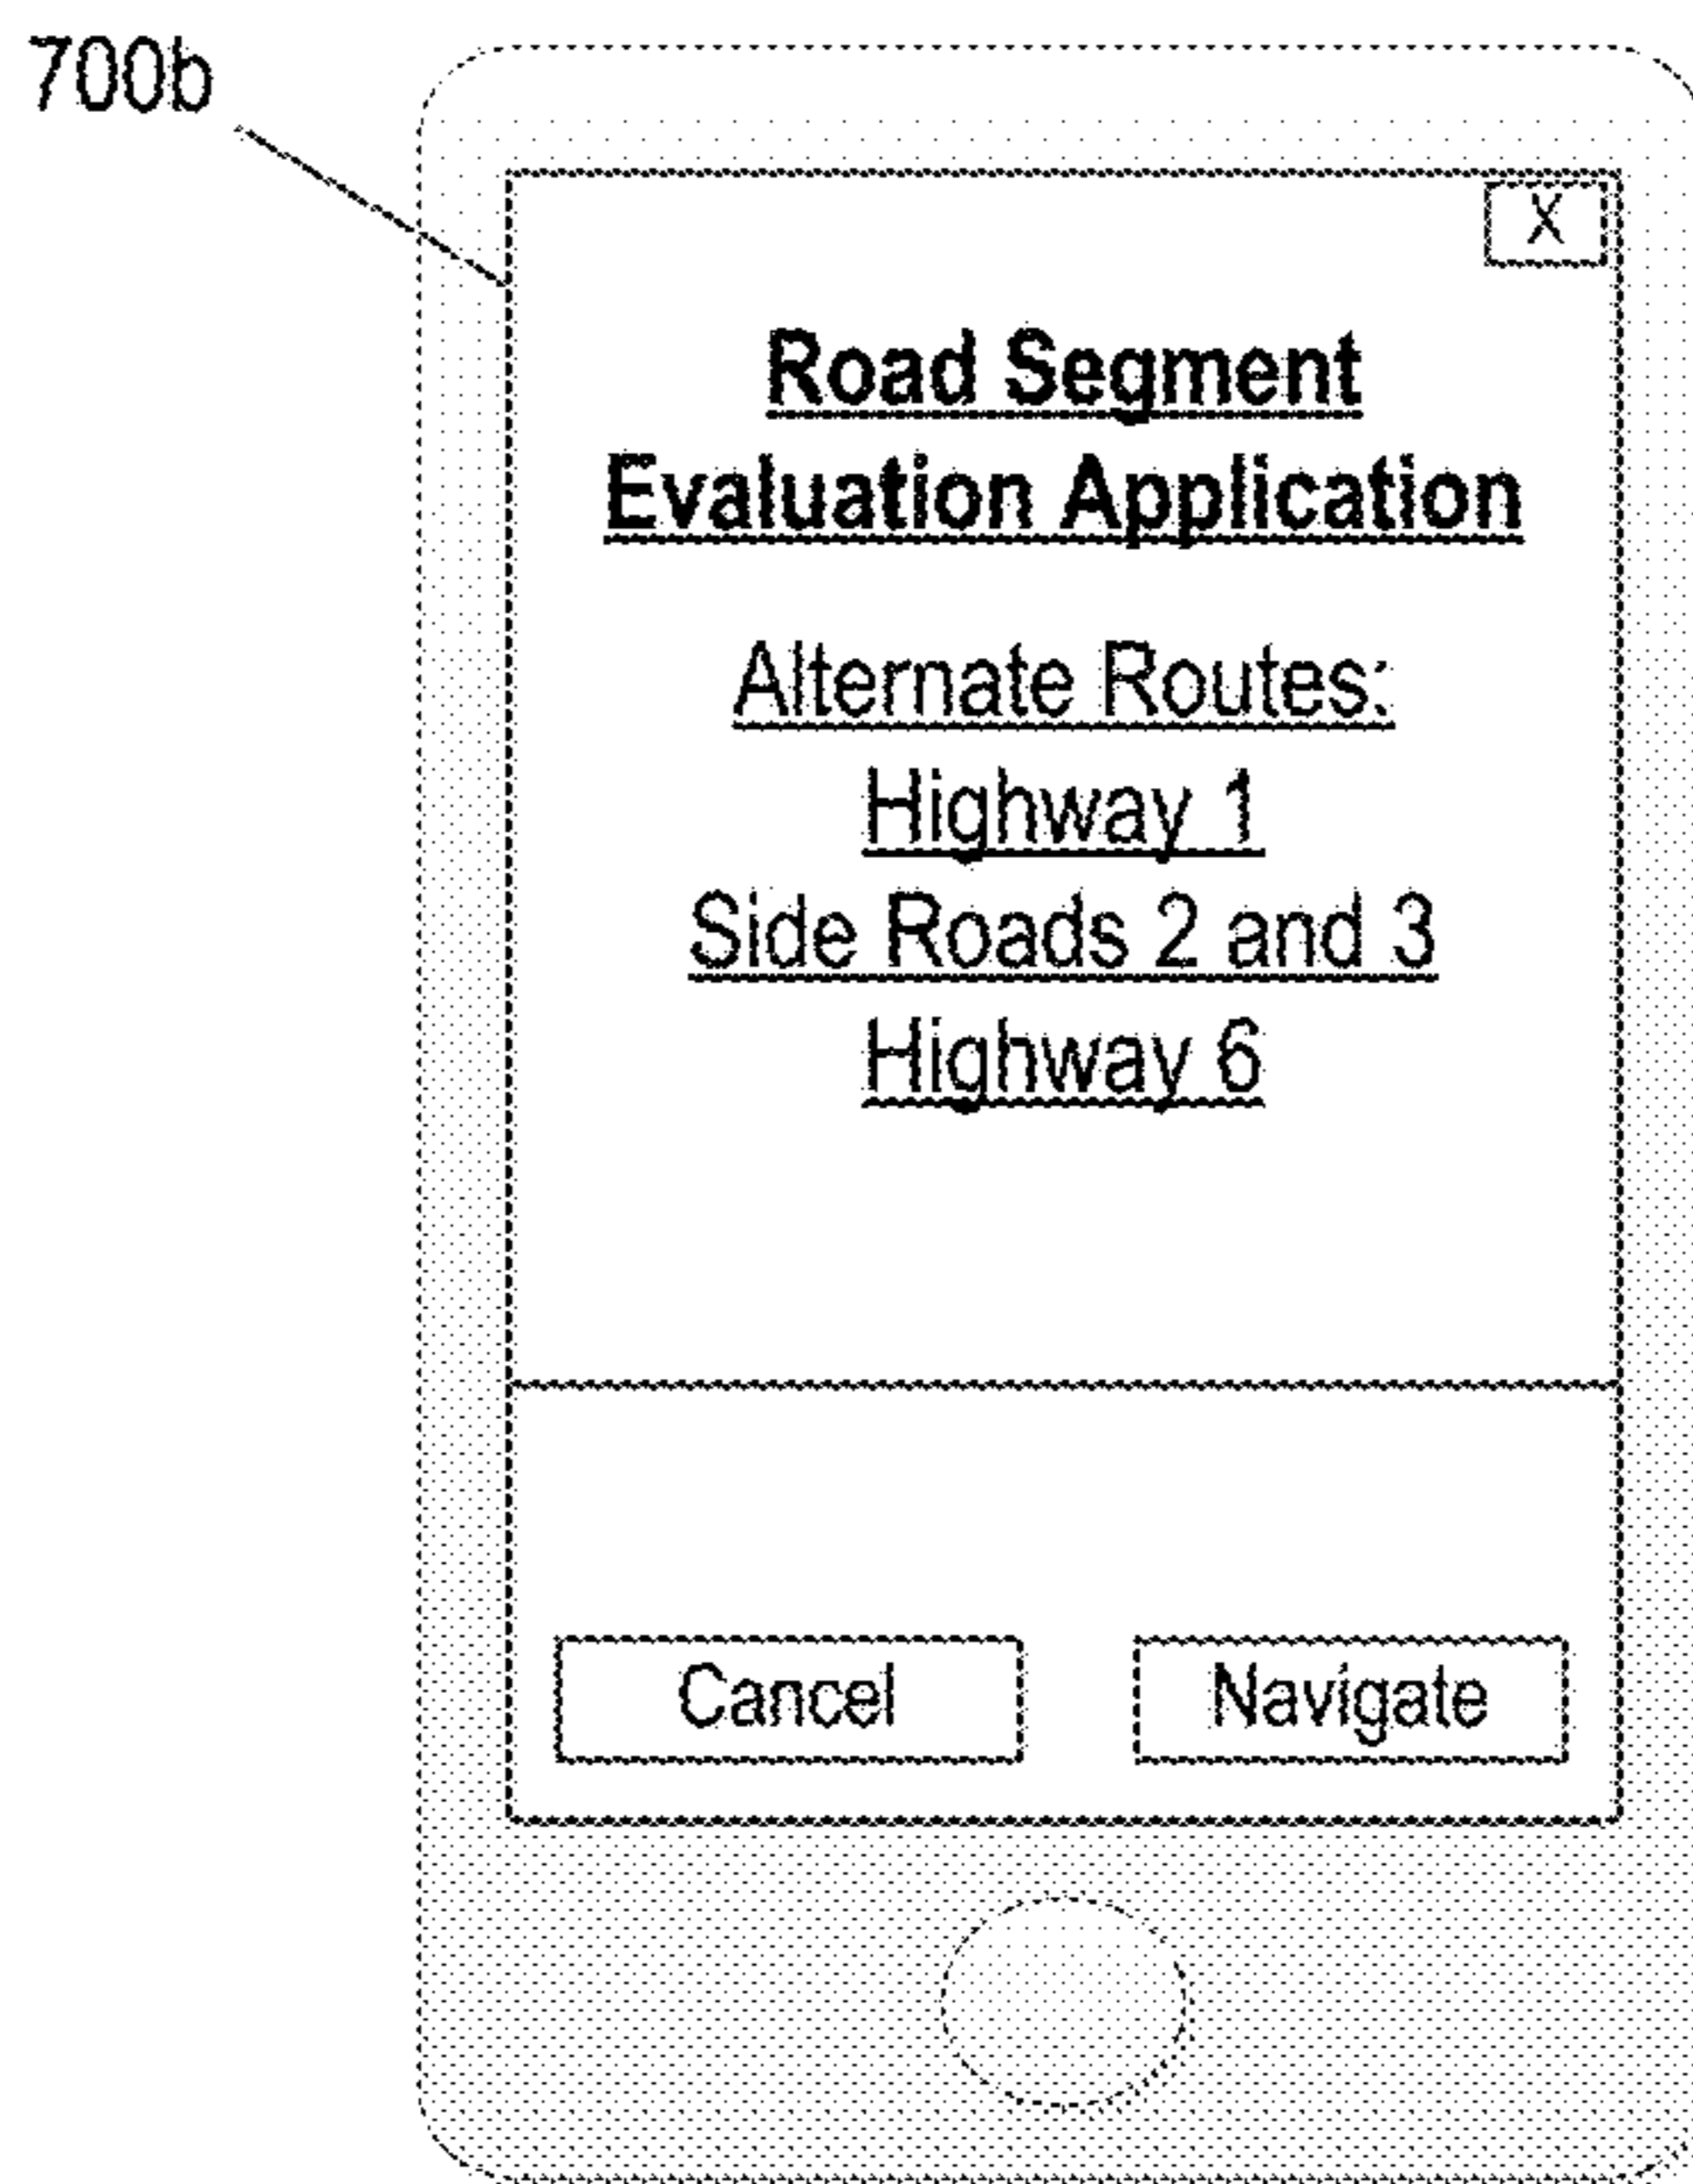 700b
X
Road Segment
Evaluation Application
Alternate Routes:
Highway 1
Side Roads 2 and 3
Highway 6
Cancel Navigate